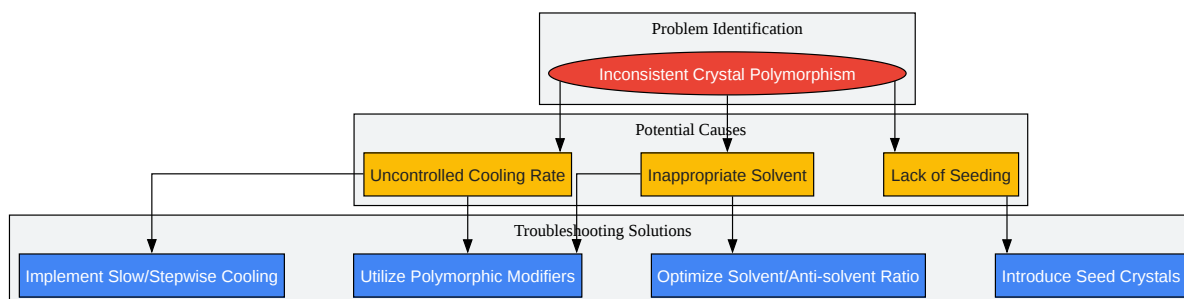 Problem Identification
Inconsistent Crystal Polymorphism
Potential Causes
Uncontrolled Cooling Rate
Inappropriate Solvent
Lack of Seeding
Troubleshooting Solutions
Implement Slow/Stepwise Cooling
Utilize Polymorphic Modifiers
Optimize Solvent/Anti-solvent Ratio
Introduce Seed Crystals